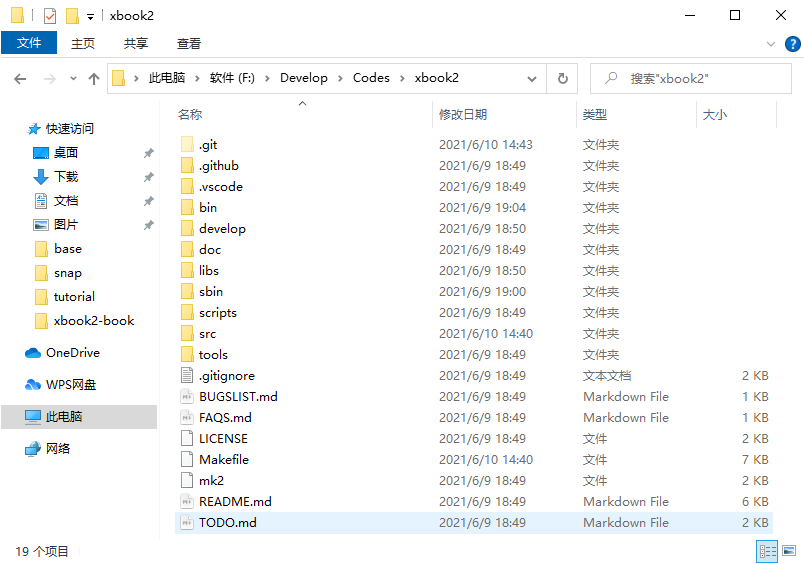 xbook2
文件 主页 共享 查看
此电脑 软件 (F:) Develop Codes xbook2 搜索"xbook2"
快速访问
桌面
下载
文档
图片
base
snap
tutorial
xbook2-book
OneDrive
WPS网盘
此电脑
网络
名称 修改日期 类型 大小
.git 2021/6/10 14:43 文件夹
.github 2021/6/9 18:49 文件夹
.vscode 2021/6/9 18:49 文件夹
bin 2021/6/9 19:04 文件夹
develop 2021/6/9 18:50 文件夹
doc 2021/6/9 18:49 文件夹
libs 2021/6/9 18:50 文件夹
sbin 2021/6/9 19:00 文件夹
scripts 2021/6/9 18:49 文件夹
src 2021/6/10 14:40 文件夹
tools 2021/6/9 18:49 文件夹
.gitignore 2021/6/9 18:49 文本文档 2 KB
BUGSLIST.md 2021/6/9 18:49 Markdown File 1 KB
FAQS.md 2021/6/9 18:49 Markdown File 1 KB
LICENSE 2021/6/9 18:49 文件 2 KB
Makefile 2021/6/10 14:40 文件 7 KB
mk2 2021/6/9 18:49 文件 2 KB
README.md 2021/6/9 18:49 Markdown File 6 KB
TODO.md 2021/6/9 18:49 Markdown File 2 KB
19 个项目